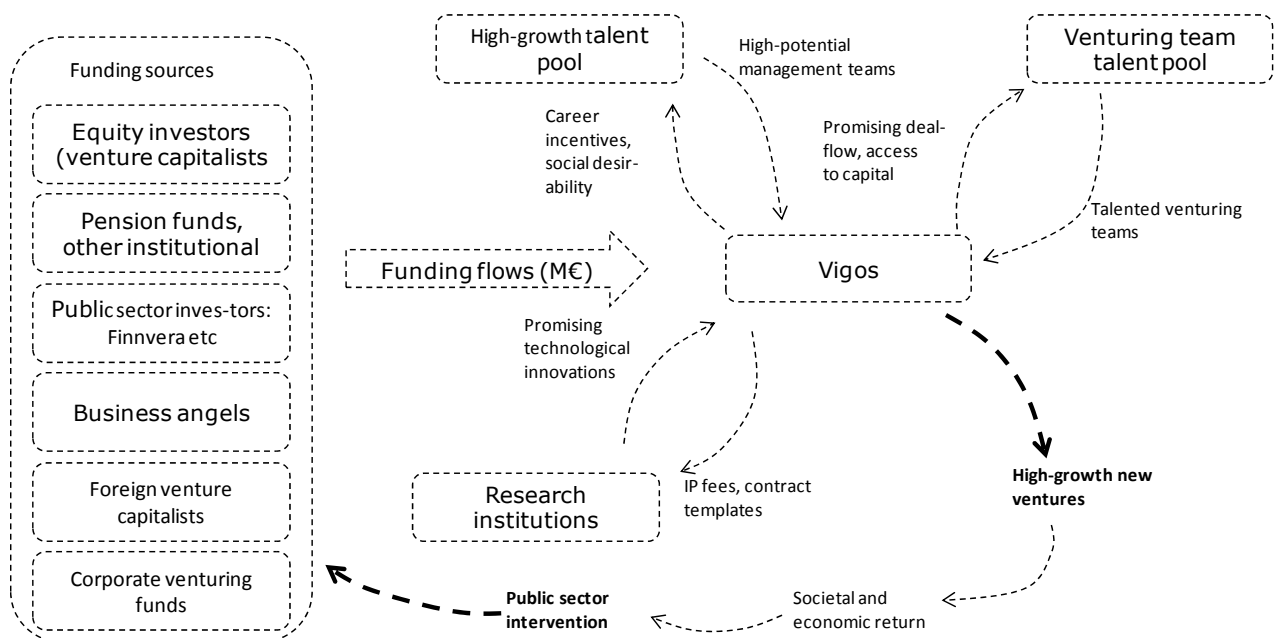 Funding sources
Equity investors
(venture capitalists
Pension funds,
other institutional
Public sector inves-tors:
Finnvera etc
Business angels
Foreign venture
capitalists
Corporate venturing
funds
Funding flows (M€)
High-growth talent
pool
High-potential
management teams
Career
incentives,
social desir-
ability
Venturing team
talent pool
Promising deal-
flow, access
to capital
Talented venturing
teams
Vigos
Promising
technological
innovations
Research
institutions
IP fees, contract
templates
High-growth new
ventures
Societal and
economic return
Public sector
intervention